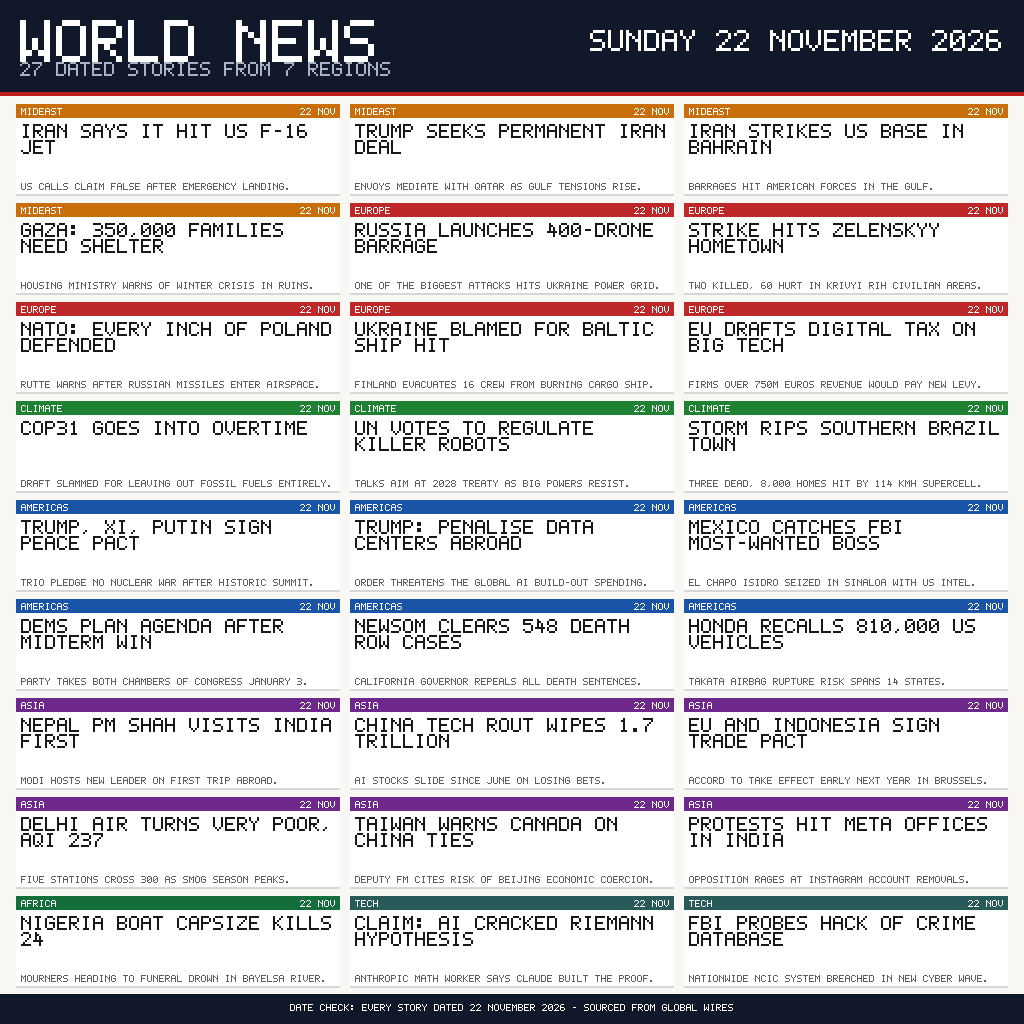 WORLD NEWS
SUNDAY 22 NOVEMBER 2026
27 DATED STORIES FROM 7 REGIONS
MIDEAST 22 NOV
IRAN SAYS IT HIT US F-16
JET
US CALLS CLAIM FALSE AFTER EMERGENCY LANDING.
MIDEAST 22 NOV
TRUMP SEEKS PERMANENT IRAN
DEAL
ENVOYS MEDIATE WITH QATAR AS GULF TENSIONS RISE.
MIDEAST 22 NOV
IRAN STRIKES US BASE IN
BAHRAIN
BARRAGES HIT AMERICAN FORCES IN THE GULF.
MIDEAST 22 NOV
GAZA: 350,000 FAMILIES
NEED SHELTER
HOUSING MINISTRY WARNS OF WINTER CRISIS IN RUINS.
EUROPE 22 NOV
RUSSIA LAUNCHES 400-DRONE
BARRAGE
ONE OF THE BIGGEST ATTACKS HITS UKRAINE POWER GRID.
EUROPE 22 NOV
STRIKE HITS ZELENSKYY
HOMETOWN
TWO KILLED, 60 HURT IN KRIVYI RIH CIVILIAN AREAS.
EUROPE 22 NOV
NATO: EVERY INCH OF POLAND
DEFENDED
RUTTE WARNS AFTER RUSSIAN MISSILES ENTER AIRSPACE.
EUROPE 22 NOV
UKRAINE BLAMED FOR BALTIC
SHIP HIT
FINLAND EVACUATES 16 CREW FROM BURNING CARGO SHIP.
EUROPE 22 NOV
EU DRAFTS DIGITAL TAX ON
BIG TECH
FIRMS OVER 750M EUROS REVENUE WOULD PAY NEW LEVY.
CLIMATE 22 NOV
COP31 GOES INTO OVERTIME
DRAFT SLAMMED FOR LEAVING OUT FOSSIL FUELS ENTIRELY.
CLIMATE 22 NOV
UN VOTES TO REGULATE
KILLER ROBOTS
TALKS AIM AT 2028 TREATY AS BIG POWERS RESIST.
CLIMATE 22 NOV
STORM RIPS SOUTHERN BRAZIL
TOWN
THREE DEAD, 8,000 HOMES HIT BY 114 KMH SUPERCELL.
AMERICAS 22 NOV
TRUMP, XI, PUTIN SIGN
PEACE PACT
TRIO PLEDGE NO NUCLEAR WAR AFTER HISTORIC SUMMIT.
AMERICAS 22 NOV
TRUMP: PENALISE DATA
CENTERS ABROAD
ORDER THREATENS THE GLOBAL AI BUILD-OUT SPENDING.
AMERICAS 22 NOV
MEXICO CATCHES FBI
MOST-WANTED BOSS
EL CHAPO ISIDRO SEIZED IN SINALOA WITH US INTEL.
AMERICAS 22 NOV
DEMS PLAN AGENDA AFTER
MIDTERM WIN
PARTY TAKES BOTH CHAMBERS OF CONGRESS JANUARY 3.
AMERICAS 22 NOV
NEWSOM CLEARS 548 DEATH
ROW CASES
CALIFORNIA GOVERNOR REPEALS ALL DEATH SENTENCES.
AMERICAS 22 NOV
HONDA RECALLS 810,000 US
VEHICLES
TAKATA AIRBAG RUPTURE RISK SPANS 14 STATES.
ASIA 22 NOV
NEPAL PM SHAH VISITS INDIA
FIRST
MODI HOSTS NEW LEADER ON FIRST TRIP ABROAD.
ASIA 22 NOV
CHINA TECH ROUT WIPES 1.7
TRILLION
AI STOCKS SLIDE SINCE JUNE ON LOSING BETS.
ASIA 22 NOV
EU AND INDONESIA SIGN
TRADE PACT
ACCORD TO TAKE EFFECT EARLY NEXT YEAR IN BRUSSELS.
ASIA 22 NOV
DELHI AIR TURNS VERY POOR,
AQI 237
FIVE STATIONS CROSS 300 AS SMOG SEASON PEAKS.
ASIA 22 NOV
TAIWAN WARNS CANADA ON
CHINA TIES
DEPUTY FM CITES RISK OF BEIJING ECONOMIC COERCION.
ASIA 22 NOV
PROTESTS HIT META OFFICES
IN INDIA
OPPOSITION RAGES AT INSTAGRAM ACCOUNT REMOVALS.
AFRICA 22 NOV
NIGERIA BOAT CAPSIZE KILLS
24
MOURNERS HEADING TO FUNERAL DROWN IN BAYELSA RIVER.
TECH 22 NOV
CLAIM: AI CRACKED RIEMANN
HYPOTHESIS
ANTHROPIC MATH WORKER SAYS CLAUDE BUILT THE PROOF.
TECH 22 NOV
FBI PROBES HACK OF CRIME
DATABASE
NATIONWIDE NCIC SYSTEM BREACHED IN NEW CYBER WAVE.
DATE CHECK: EVERY STORY DATED 22 NOVEMBER 2026 - SOURCED FROM GLOBAL WIRES